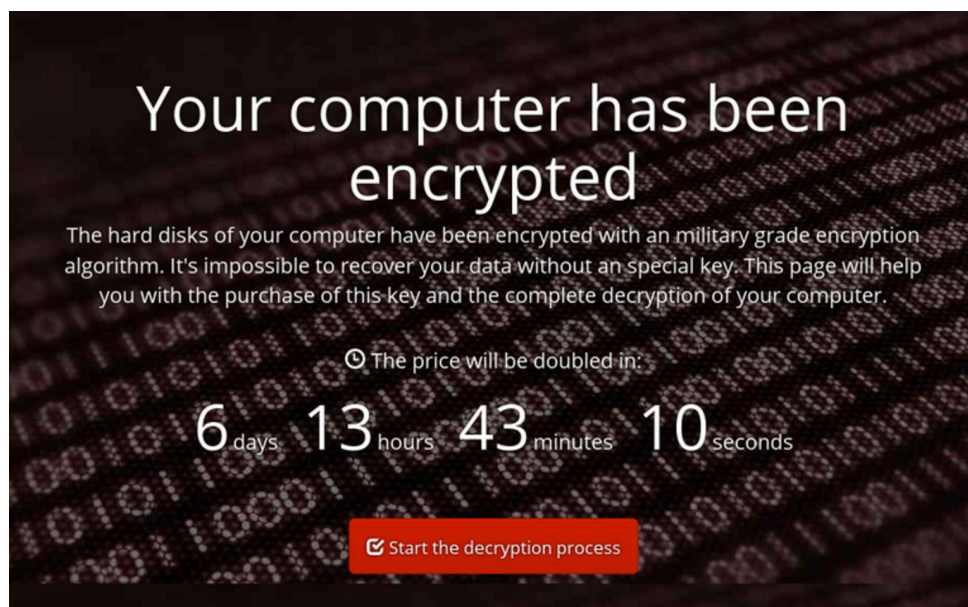 Your computer has been
encrypted
The hard disks of your computer have been encrypted with an military grade encryption
algorithm. It's impossible to recover your data without an special key. This page will help
you with the purchase of this key and the complete decryption of your computer.
The price will be doubled in:
6 days 13 hours 43 minutes 10 seconds
Start the decryption process